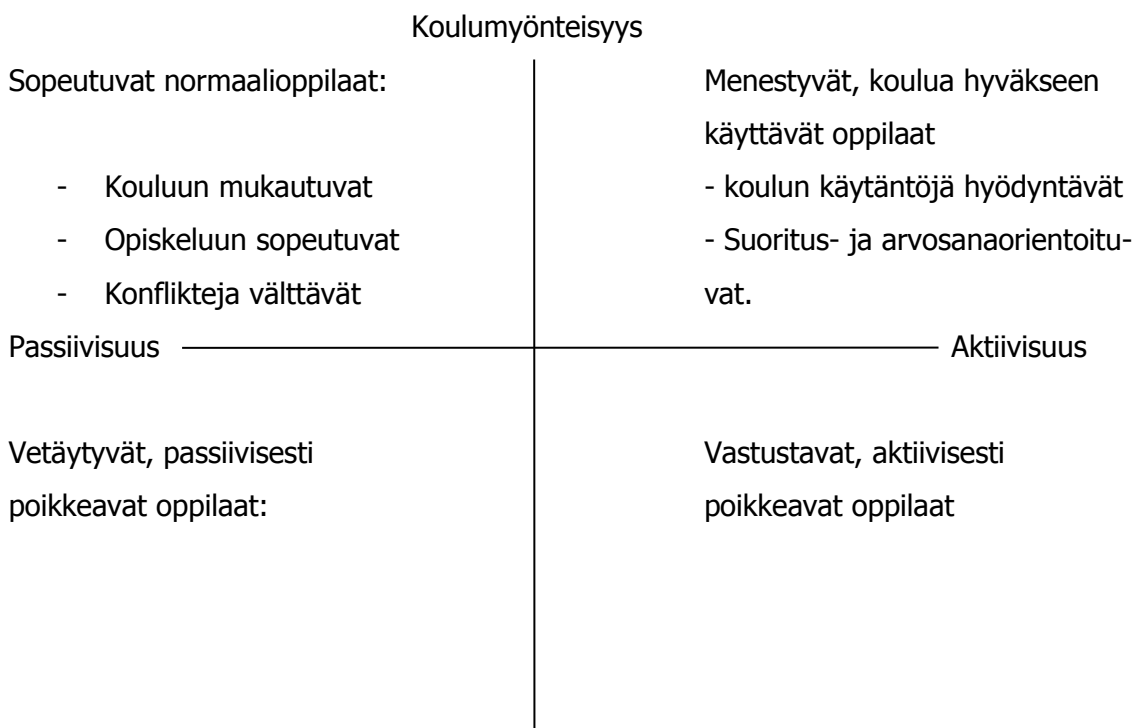 Koulumyönteisyys
Sopeutuvat normaalioppilaat:
- Kouluun mukautuvat
- Opiskeluun sopeutuvat
- Konflikteja välttävät
Menestyvät, koulua hyväkseen
käyttävät oppilaat
- koulun käytäntöjä hyödyntävät
- Suoritus- ja arvosanaorientoitu-
vat.
Passiivisuus
Aktiivisuus
Vetäytyvät, passiivisesti
poikkeavat oppilaat:
Vastustavat, aktiivisesti
poikkeavat oppilaat